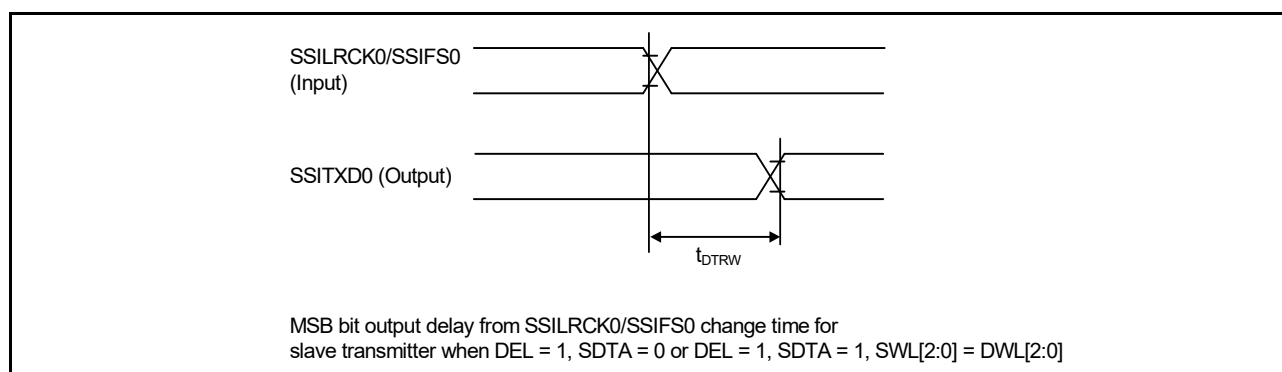 SSILRCK0/SSIFS0
(Input)
SSITXD0 (Output)
tDTRW
MSB bit output delay from SSILRCK0/SSIFS0 change time for
slave transmitter when DEL = 1, SDTA = 0 or DEL = 1, SDTA = 1, SWL[2:0] = DWL[2:0]